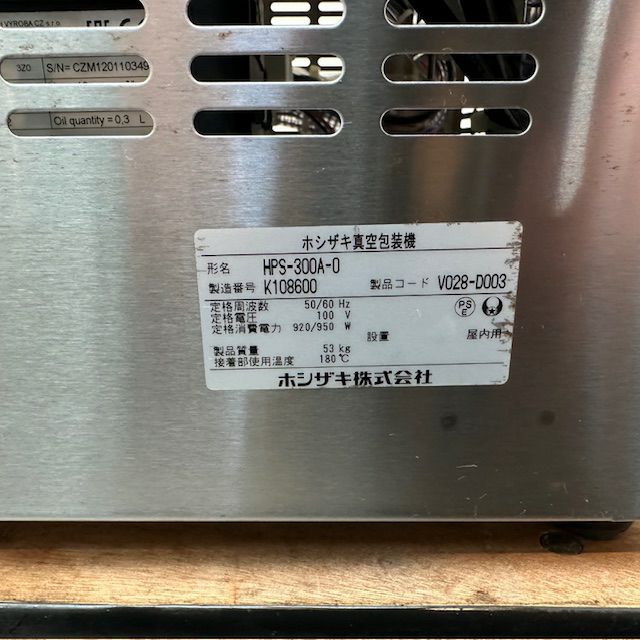 VYROBA CZ s.r.o.
3ZO S/N= CZM120110349
Oil quantity = 0,3 L
ホシザキ真空包装機
形名 HPS-300A-0
製造番号 K108600 製品コード V028-D003
定格周波数 50/60 Hz
定格電圧 100 V
定格消費電力 920/950 W
PS E
設置 屋内用
製品質量 53 kg
接着部使用温度 180℃
ホシザキ株式会社